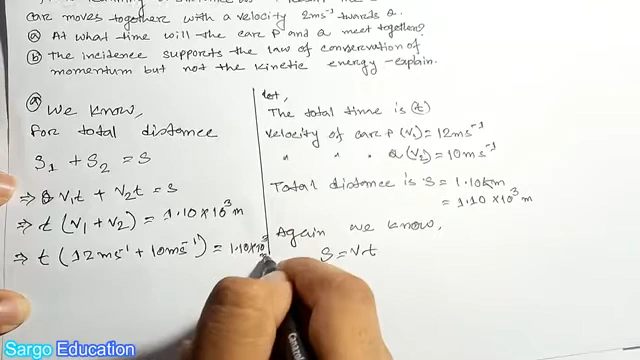 car moves together with a velocity 2ms⁻¹ towards Q.
(a) At what time will the car P and Q meet together?
(b) The incidence supports the law of conservation of
momentum but not the kinetic energy - explain.
(a) We know,
For total distance
S₁ + S₂ = S
⇒ V₁t + V₂t = S
⇒ t (V₁ + V₂) = 1.10×10³ m
⇒ t (12ms⁻¹ + 10ms⁻¹) = 1.10×10³ m
Let,
The total time is (t)
Velocity of car P (V₁) = 12ms⁻¹
" " " Q (V₂) = 10ms⁻¹
Total distance is S = 1.10km
= 1.10×10³ m
Again we know,
S = Vt
Sargo Education